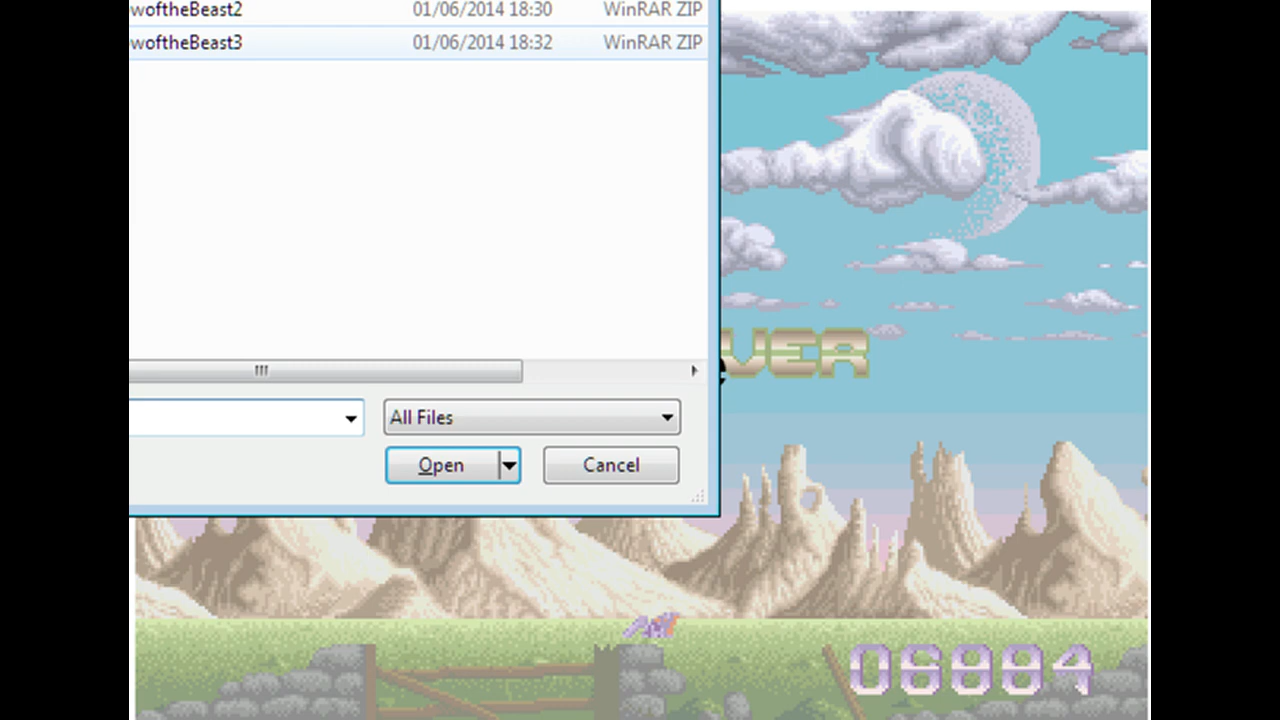 woftheBeast2 01/06/2014 18:30 WinRAR ZIP
woftheBeast3 01/06/2014 18:32 WinRAR ZIP
VER
All Files
Open Cancel
06884